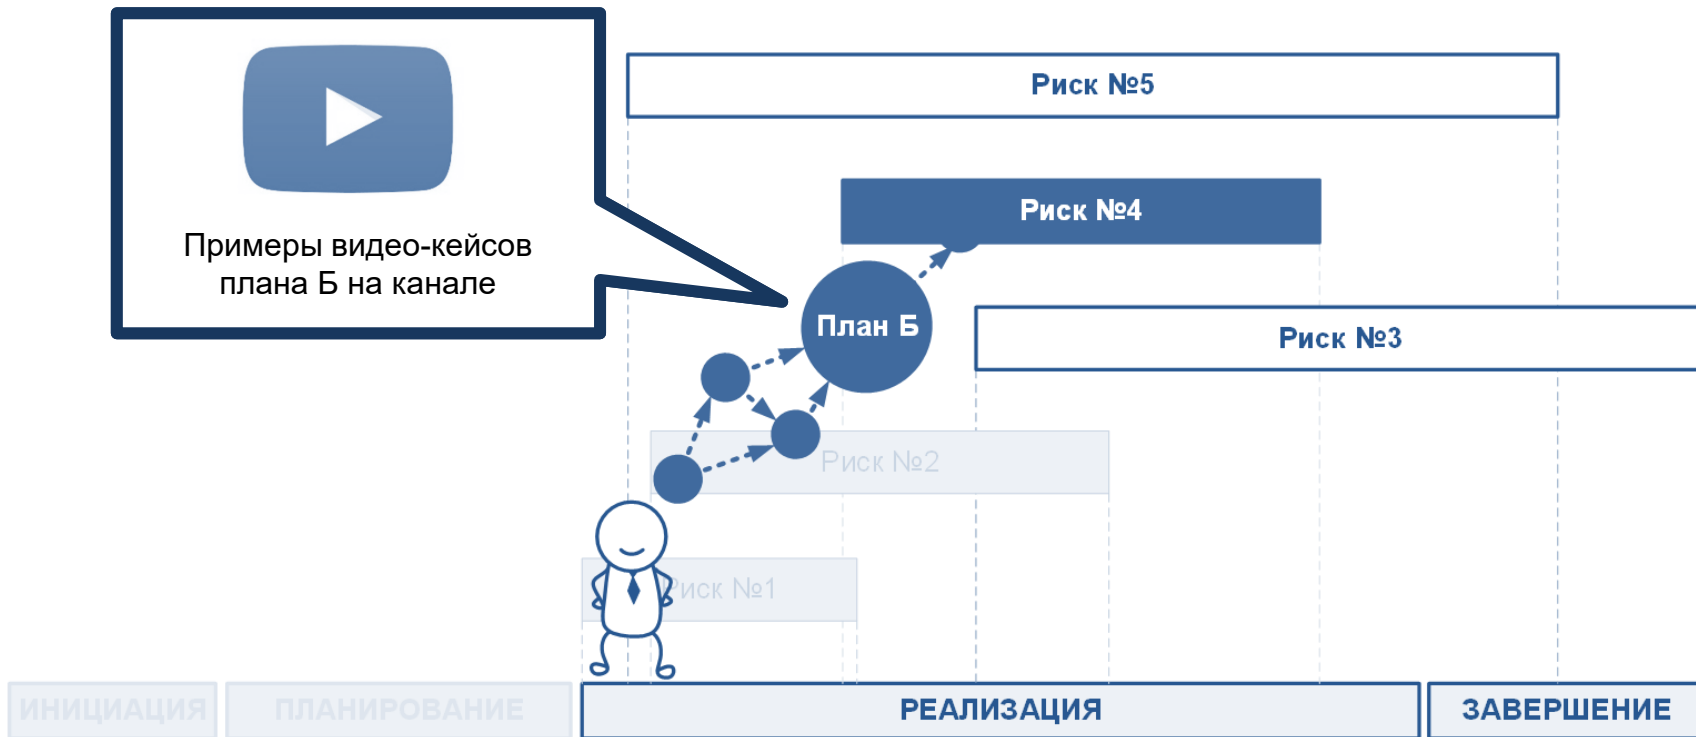 Риск №5
Риск №4
Примеры видео-кейсов
плана Б на канале
План Б
Риск №3
Риск №2
Риск №1
ИНИЦИАЦИЯ
ПЛАНИРОВАНИЕ
РЕАЛИЗАЦИЯ
ЗАВЕРШЕНИЕ